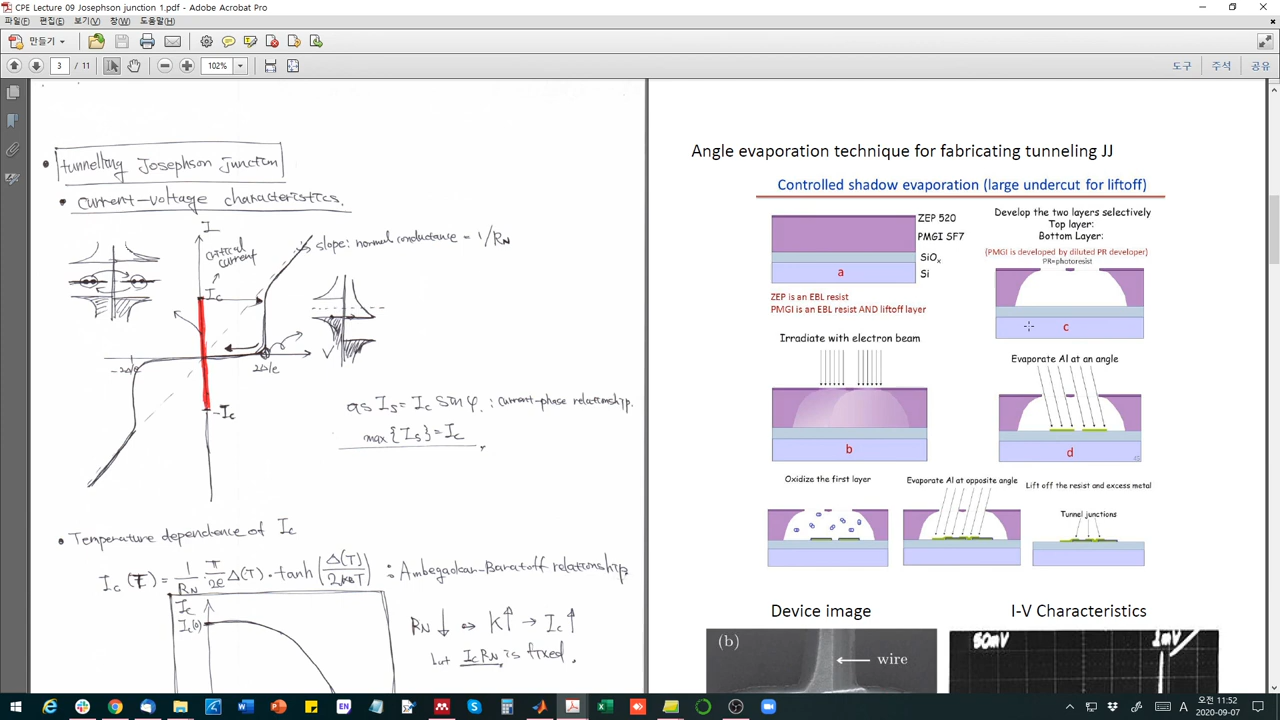 CPE Lecture 09 Josephson junction 1.pdf - Adobe Acrobat Pro
파일(F) 편집(E) 보기(V) 창(W) 도움말(H)
만들기
3 / 11 102% 도구 주석 공유
tunnelling Josephson junction
current-voltage characteristics.
I
critical
current
slope: normal conductance = 1/RN
Ic
-2Δ/e
2Δ/e
V
-Ic
as Is = Ic sin φ. : current-phase relationship.
max{Is} = Ic
Temperature dependence of Ic
Ic(T) = 1/RN · π/2e Δ(T) · tanh(Δ(T)/2kBT) : Ambegaokar-Baratoff relationship.
Ic
Ic(0)
RN↓ ↔ K↑ → Ic↑
but IcRN is fixed.
Angle evaporation technique for fabricating tunneling JJ
Controlled shadow evaporation (large undercut for liftoff)
ZEP 520
PMGI SF7
SiOx
Si
a
ZEP is an EBL resist
PMGI is an EBL resist AND liftoff layer
Develop the two layers selectively
Top layer:
Bottom Layer:
(PMGI is developed by diluted PR developer)
PR=photoresist
c
Irradiate with electron beam
b
Evaporate Al at an angle
d
Oxidize the first layer
Evaporate Al at opposite angle
Lift off the resist and excess metal
Tunnel junctions
Device image
I-V Characteristics
(b)
wire
50mV
1mV
EN
A
오전 11:52
2020-09-07